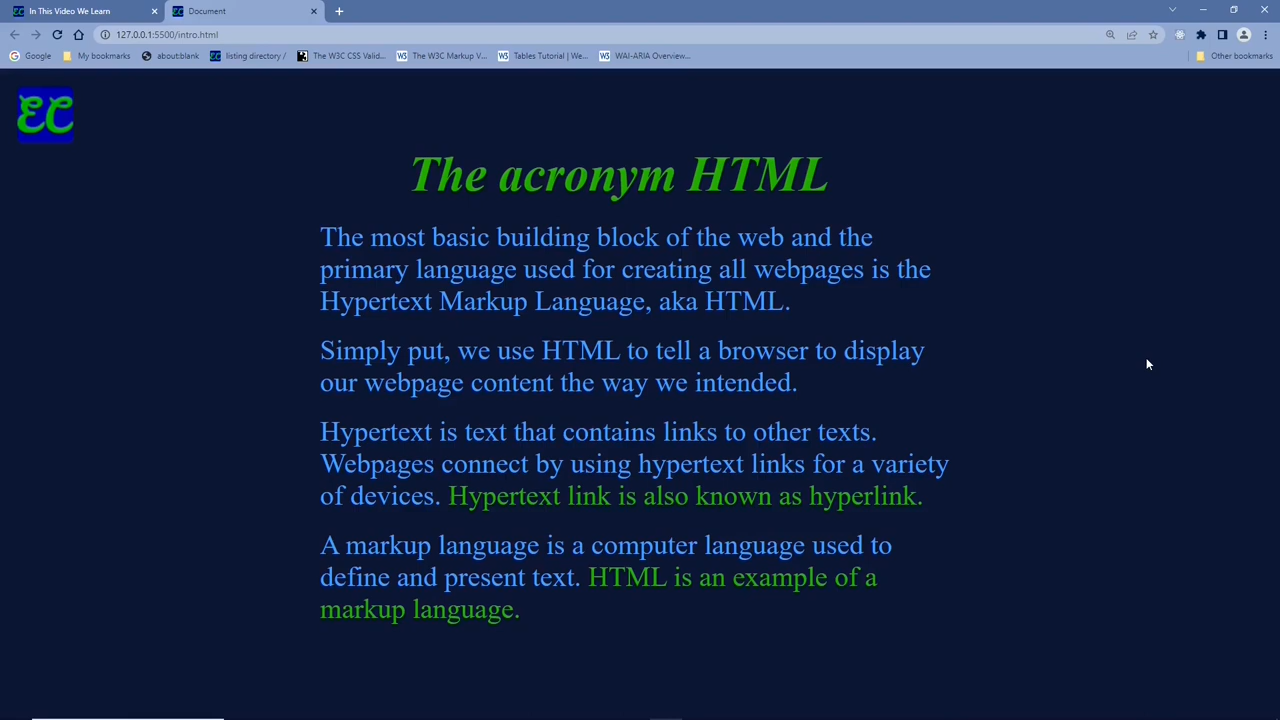 In This Video We Learn
Document
127.0.0.1:5500/intro.html
Google My bookmarks about:blank listing directory / The W3C CSS Valid... The W3C Markup V... Tables Tutorial | We... WAI-ARIA Overview... Other bookmarks
EC
The acronym HTML
The most basic building block of the web and the
primary language used for creating all webpages is the
Hypertext Markup Language, aka HTML.
Simply put, we use HTML to tell a browser to display
our webpage content the way we intended.
Hypertext is text that contains links to other texts.
Webpages connect by using hypertext links for a variety
of devices. Hypertext link is also known as hyperlink.
A markup language is a computer language used to
define and present text. HTML is an example of a
markup language.